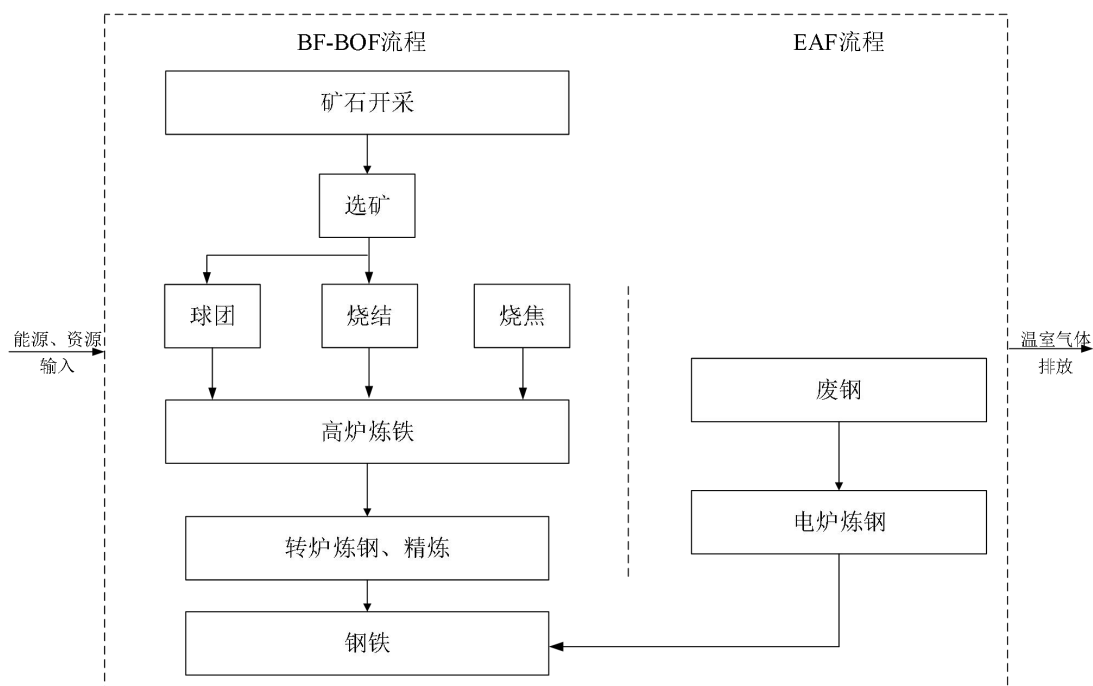 BF-BOF流程
EAF流程
矿石开采
选矿
球团
烧结
烧焦
能源、资源
输入
温室气体
排放
废钢
高炉炼铁
电炉炼钢
转炉炼钢、精炼
钢铁